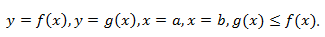 y = f(x), y = g(x), x = a, x = b, g(x) ≤ f(x).